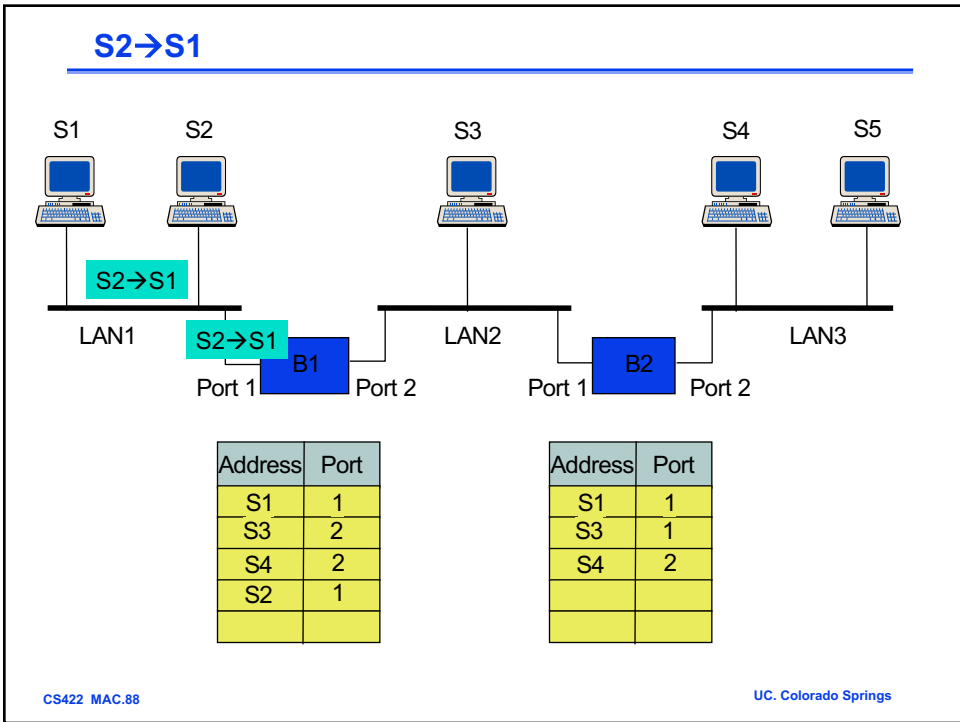 S2→S1
S1 S2 S3 S4 S5
S2→S1
LAN1 LAN2 LAN3
S2→S1
B1 B2
Port 1 Port 2 Port 1 Port 2
Address Port Address Port
S1 1 S1 1
S3 2 S3 1
S4 2 S4 2
S2 1
CS422 MAC.88 UC. Colorado Springs